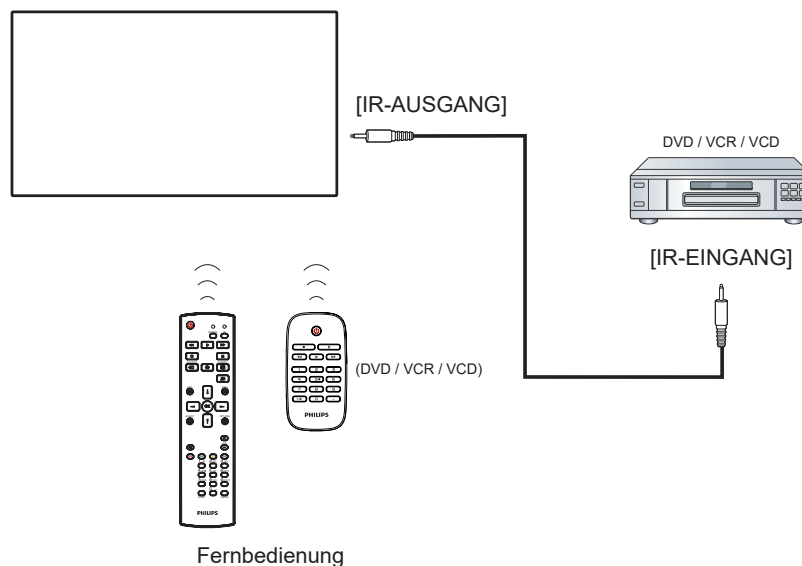 [IR-AUSGANG]
DVD / VCR / VCD
[IR-EINGANG]
(DVD / VCR / VCD)
PHILIPS
PHILIPS
Fernbedienung